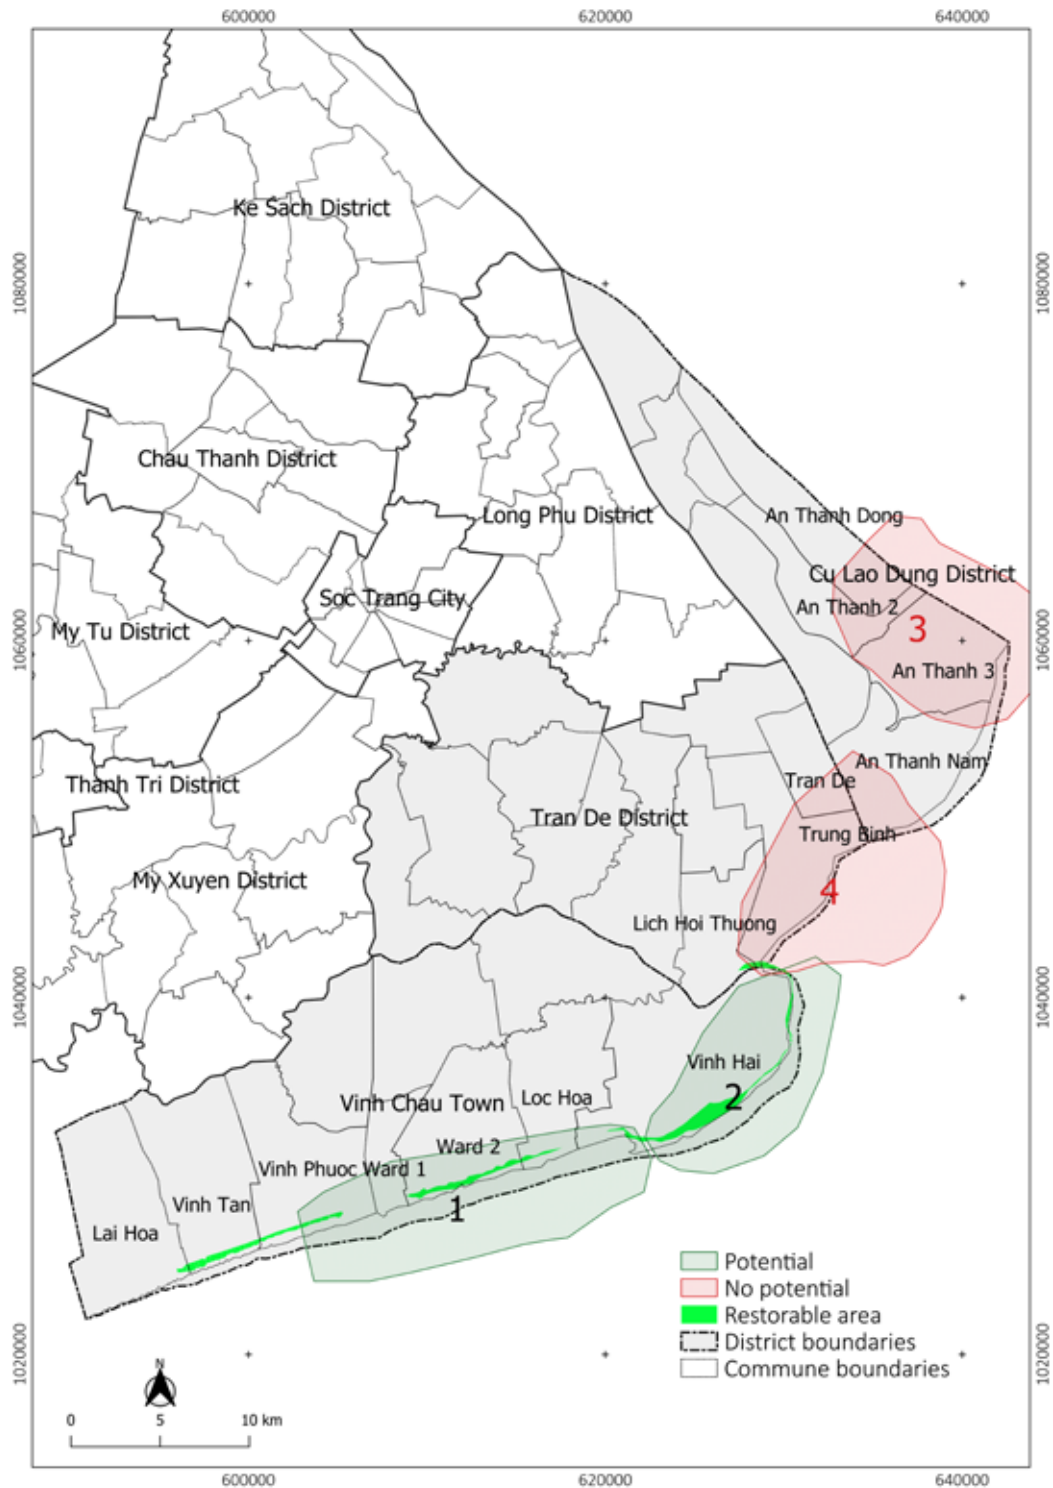 600000
620000
640000
Ke Sach District
1080000
1080000
Chau Thanh District
Long Phu District
An Thanh Dong
Cu Lao Dung District
Soc Trang City
An Thanh 2
My Tu District
3
1060000
1060000
An Thanh 3
An Thanh Nam
Thanh Tri District
Tran De
Tran De District
Trung Binh
My Xuyen District
4
Lich Hoi Thuong
1040000
1040000
Vinh Hai
2
Vinh Chau Town
Loc Hoa
Ward 2
Vinh Phuoc Ward 1
Vinh Tan
1
Lai Hoa
Potential
No potential
Restorable area
District boundaries
Commune boundaries
1020000
1020000
N
0 5 10 km
600000
620000
640000